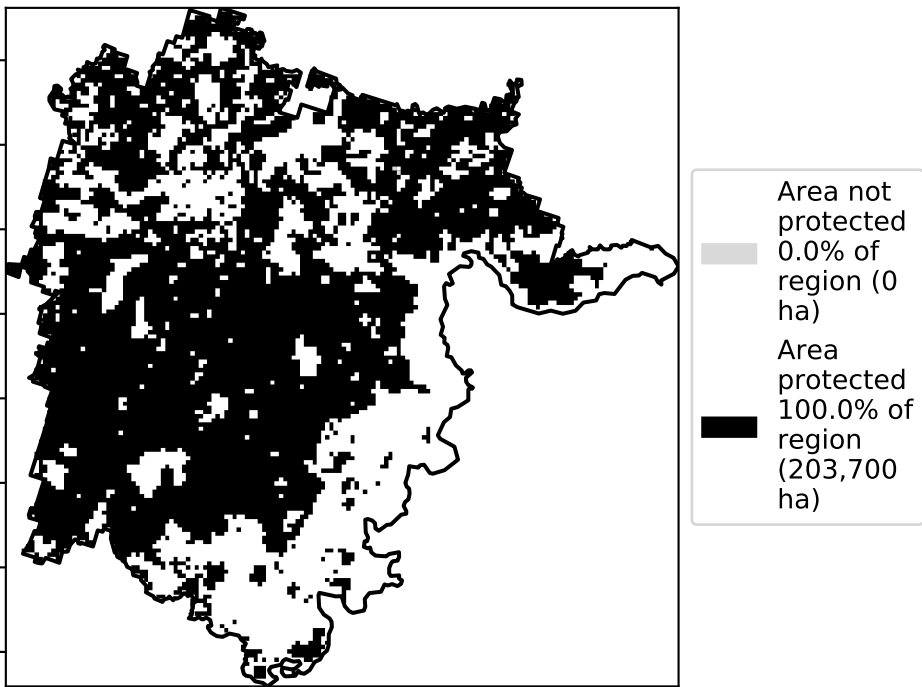 Area not
protected
0.0% of
region (0
ha)
Area
protected
100.0% of
region
(203,700
ha)